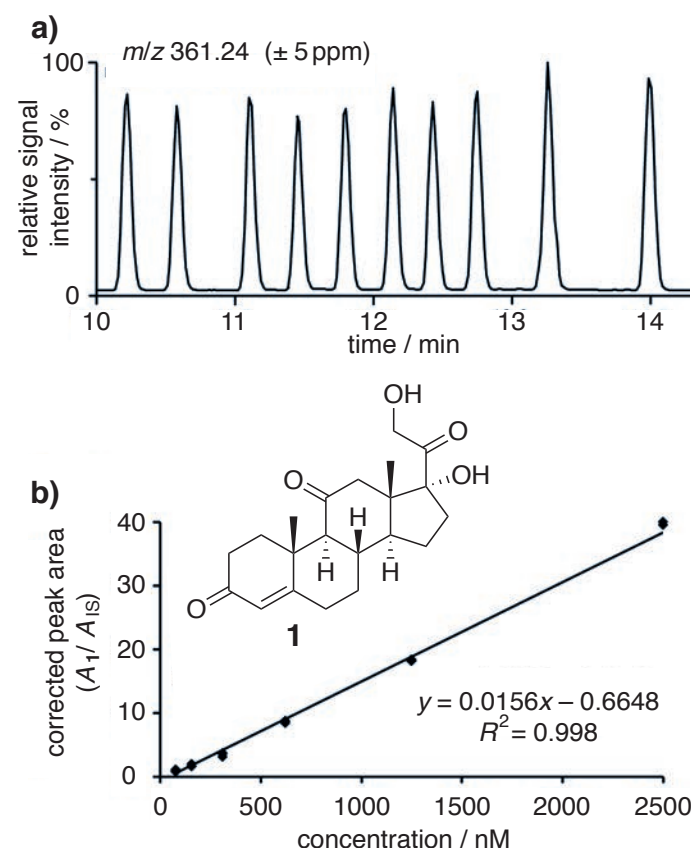 a)
m/z 361.24 (± 5 ppm)
100
0
relative signal
intensity / %
10 11 12 13 14
time / min
OH
O
OH
O
H
H
H
O
1
b)
40
30
20
10
0
corrected peak area
(A1/ AIS)
y = 0.0156x – 0.6648
R2 = 0.998
0 500 1000 1500 2000 2500
concentration / nM